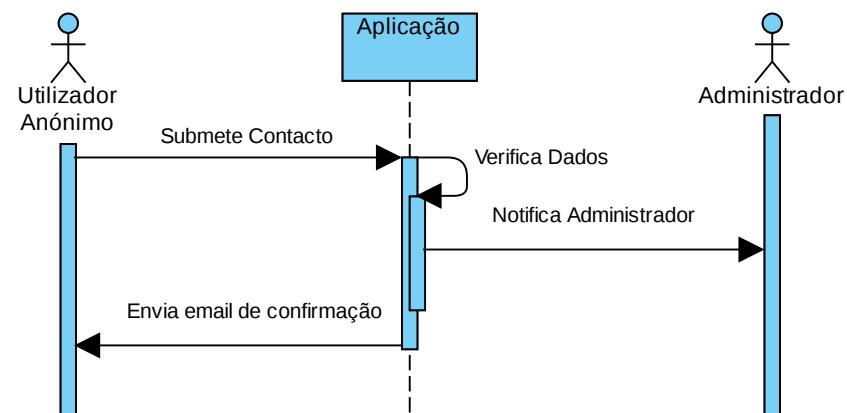 Aplicação
Utilizador
Anónimo
Administrador
Submete Contacto
Verifica Dados
Notifica Administrador
Envia email de confirmação